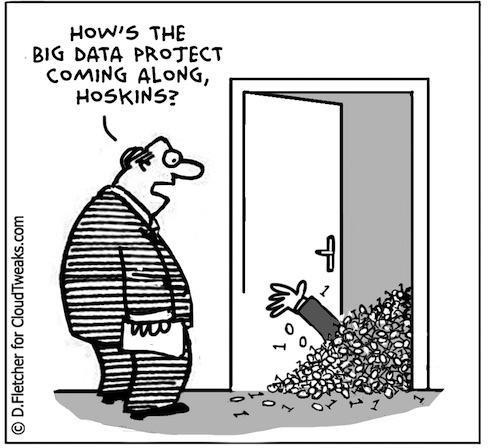 HOW'S THE
BIG DATA PROJECT
COMING ALONG,
HOSKINS?
© D.Fletcher for CloudTweaks.com